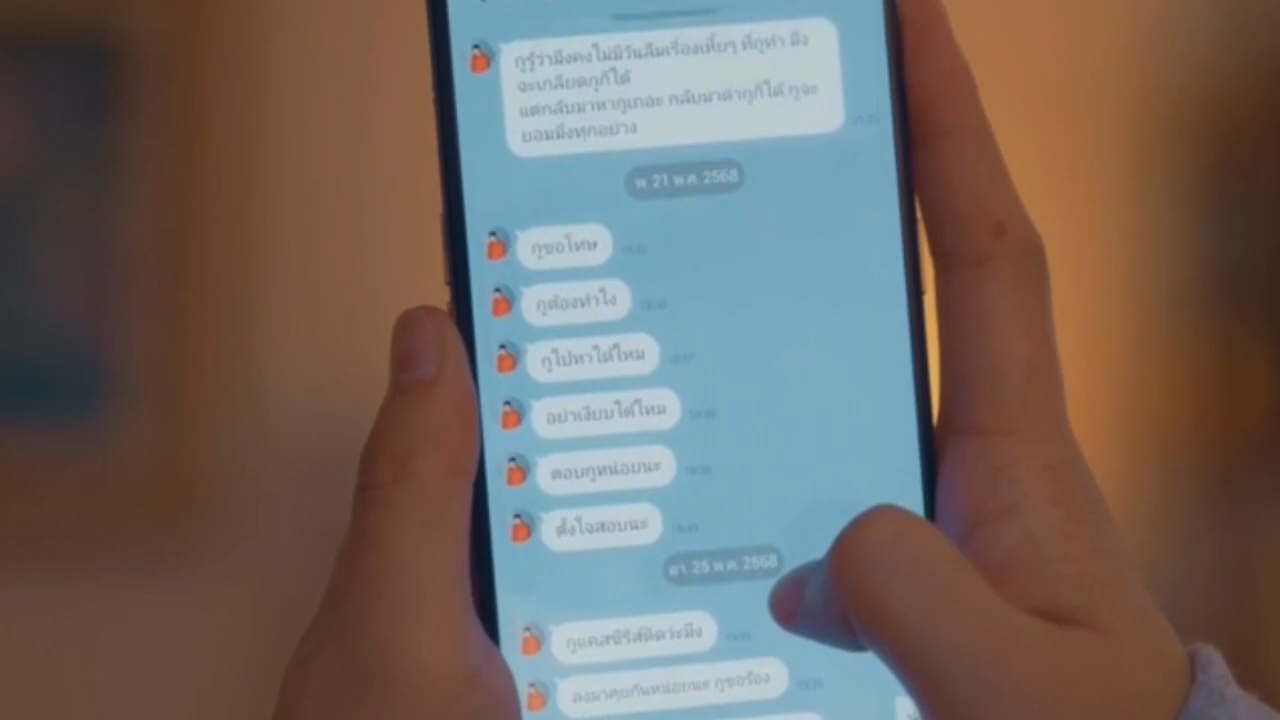 กูรู้ว่ามึงคงไม่มีวันลืมเรื่องเหี้ยๆ ที่กูทำ มึง
จะเกลียดกูก็ได้
แต่กลับมาหากูเถอะ กลับมาด่ากูก็ได้ กูจะ
ยอมมึงทุกอย่าง
พ. 21 พ.ค. 2568
กูขอโทษ
กูต้องทำไง
กูไปหาได้ไหม
อย่าเงียบได้ไหม
ตอบกูหน่อยนะ
ตั้งใจสอบนะ
อา. 25 พ.ค. 2568
กูแคสซีรีส์ติดว่ะมึง
ลงมาคุยกันหน่อยนะ กูขอร้อง